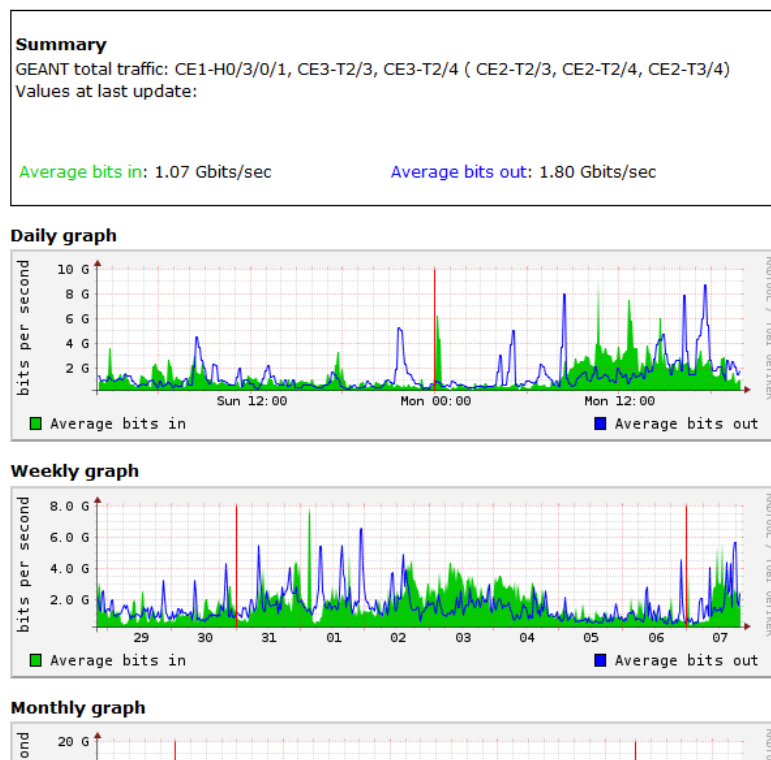 Summary
GEANT total traffic: CE1-H0/3/0/1, CE3-T2/3, CE3-T2/4 ( CE2-T2/3, CE2-T2/4, CE2-T3/4)
Values at last update:
Average bits in: 1.07 Gbits/sec Average bits out: 1.80 Gbits/sec
Daily graph
bits per second
10 G
8 G
6 G
4 G
2 G
Sun 12:00 Mon 00:00 Mon 12:00
Average bits in Average bits out
Weekly graph
bits per second
8.0 G
6.0 G
4.0 G
2.0 G
29 30 31 01 02 03 04 05 06 07
Average bits in Average bits out
Monthly graph
20 G